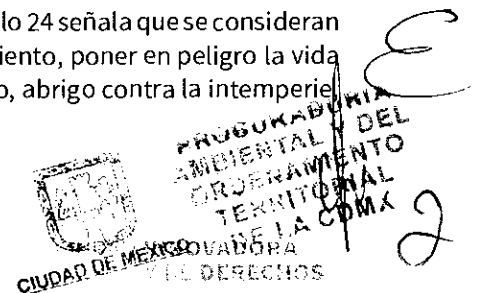 lo 24 señala que se consideran
iento, poner en peligro la vida
o, abrigo contra la intemperie
PROCURADURIA
AMBIENTAL Y DEL
ORDENAMIENTO
TERRITORIAL
DE LA CDMX
CIUDAD DE MÉXICO
DERECHOS